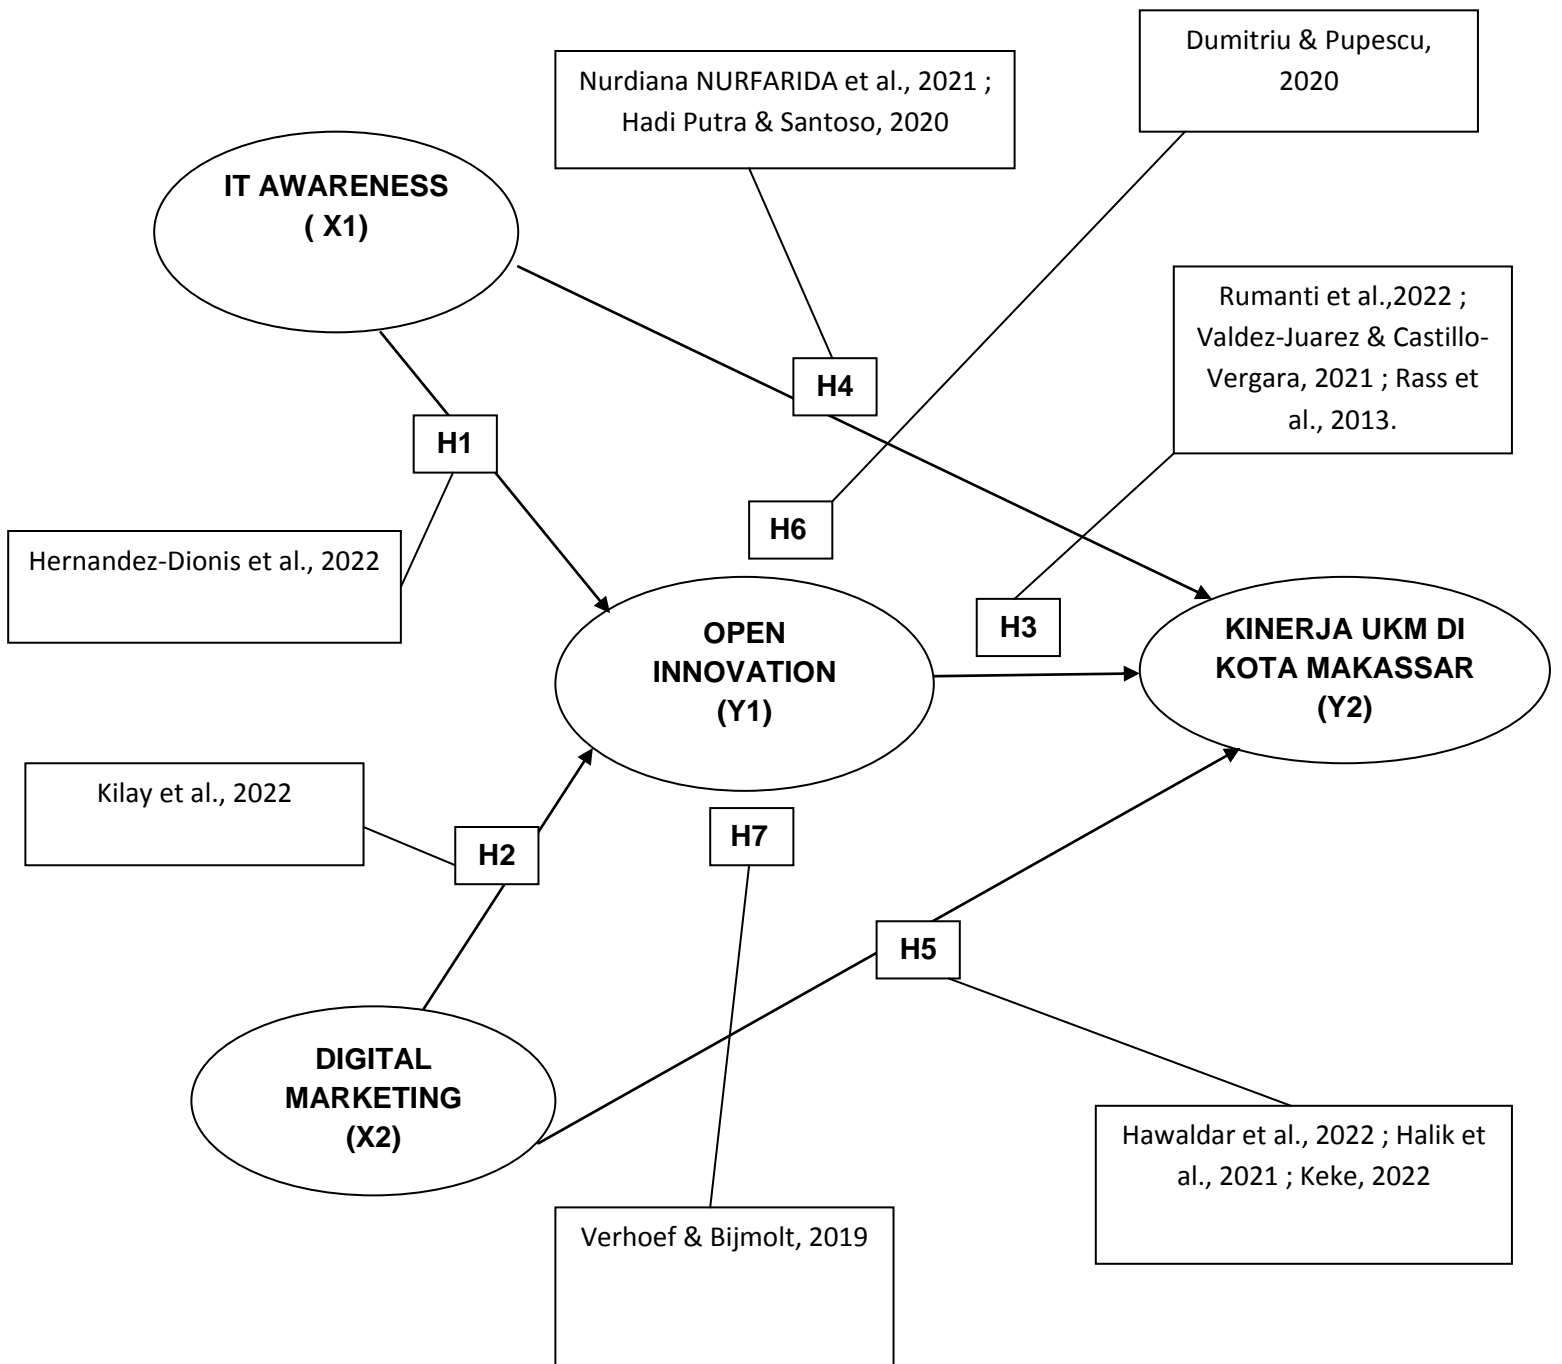 Dumitriu & Pupescu,
2020
Nurdiana NURFARIDA et al., 2021 ;
Hadi Putra & Santoso, 2020
IT AWARENESS
( X1)
Rumanti et al.,2022 ;
Valdez-Juarez & Castillo-
Vergara, 2021 ; Rass et
al., 2013.
H4
H1
H6
Hernandez-Dionis et al., 2022
H3
OPEN
INNOVATION
(Y1)
KINERJA UKM DI
KOTA MAKASSAR
(Y2)
Kilay et al., 2022
H7
H2
H5
DIGITAL
MARKETING
(X2)
Hawaldar et al., 2022 ; Halik et
al., 2021 ; Keke, 2022
Verhoef & Bijmolt, 2019